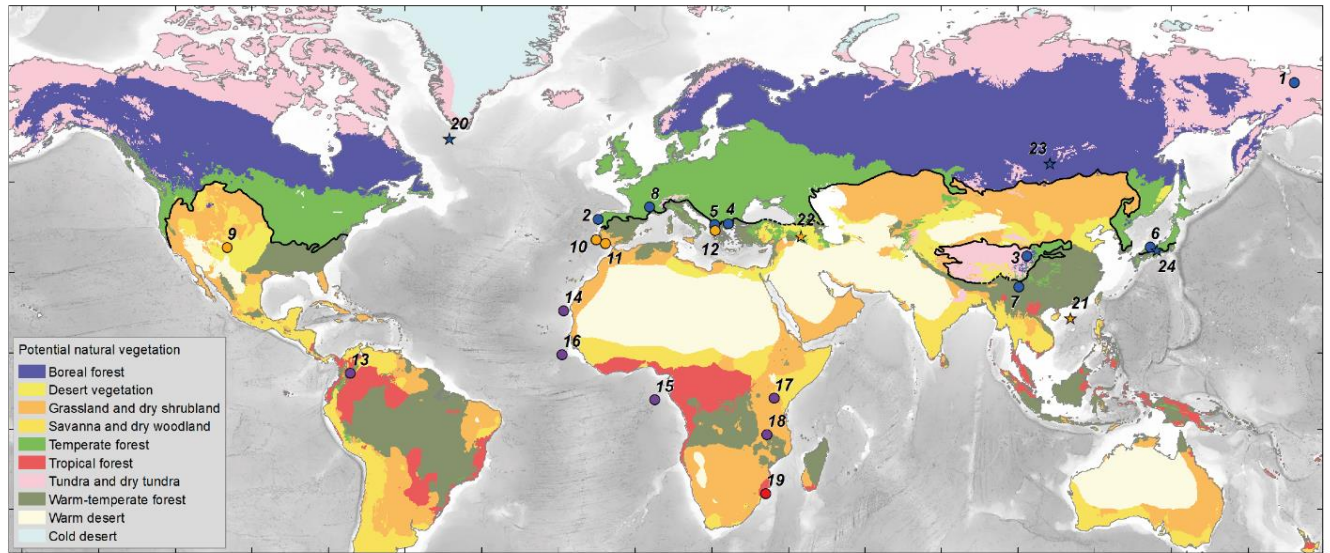 1
20
23
8
2
5
4
22
9
10
12
6
11
3
24
7
14
21
16
13
15
17
18
19
Potential natural vegetation
Boreal forest
Desert vegetation
Grassland and dry shrubland
Savanna and dry woodland
Temperate forest
Tropical forest
Tundra and dry tundra
Warm-temperate forest
Warm desert
Cold desert